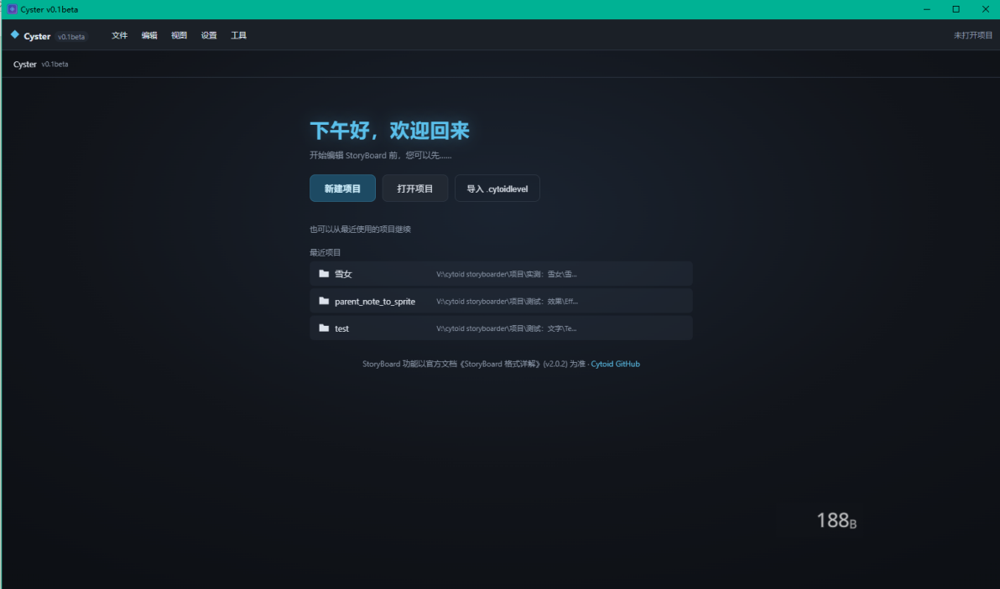 Cyster v0.1beta
Cyster v0.1beta 文件 编辑 视图 设置 工具 未打开项目
Cyster v0.1beta
下午好，欢迎回来
开始编辑 StoryBoard 前，您可以先......
新建项目 打开项目 导入 .cytoidlevel
也可以从最近使用的项目继续
最近项目
雪女 V:\cytoid storyboarder\项目\实测：雪女\雪...
parent_note_to_sprite V:\cytoid storyboarder\项目\测试：效果\Eff...
test V:\cytoid storyboarder\项目\测试：文字\Te...
StoryBoard 功能以官方文档《StoryBoard 格式详解》(v2.0.2) 为准 · Cytoid GitHub
188B